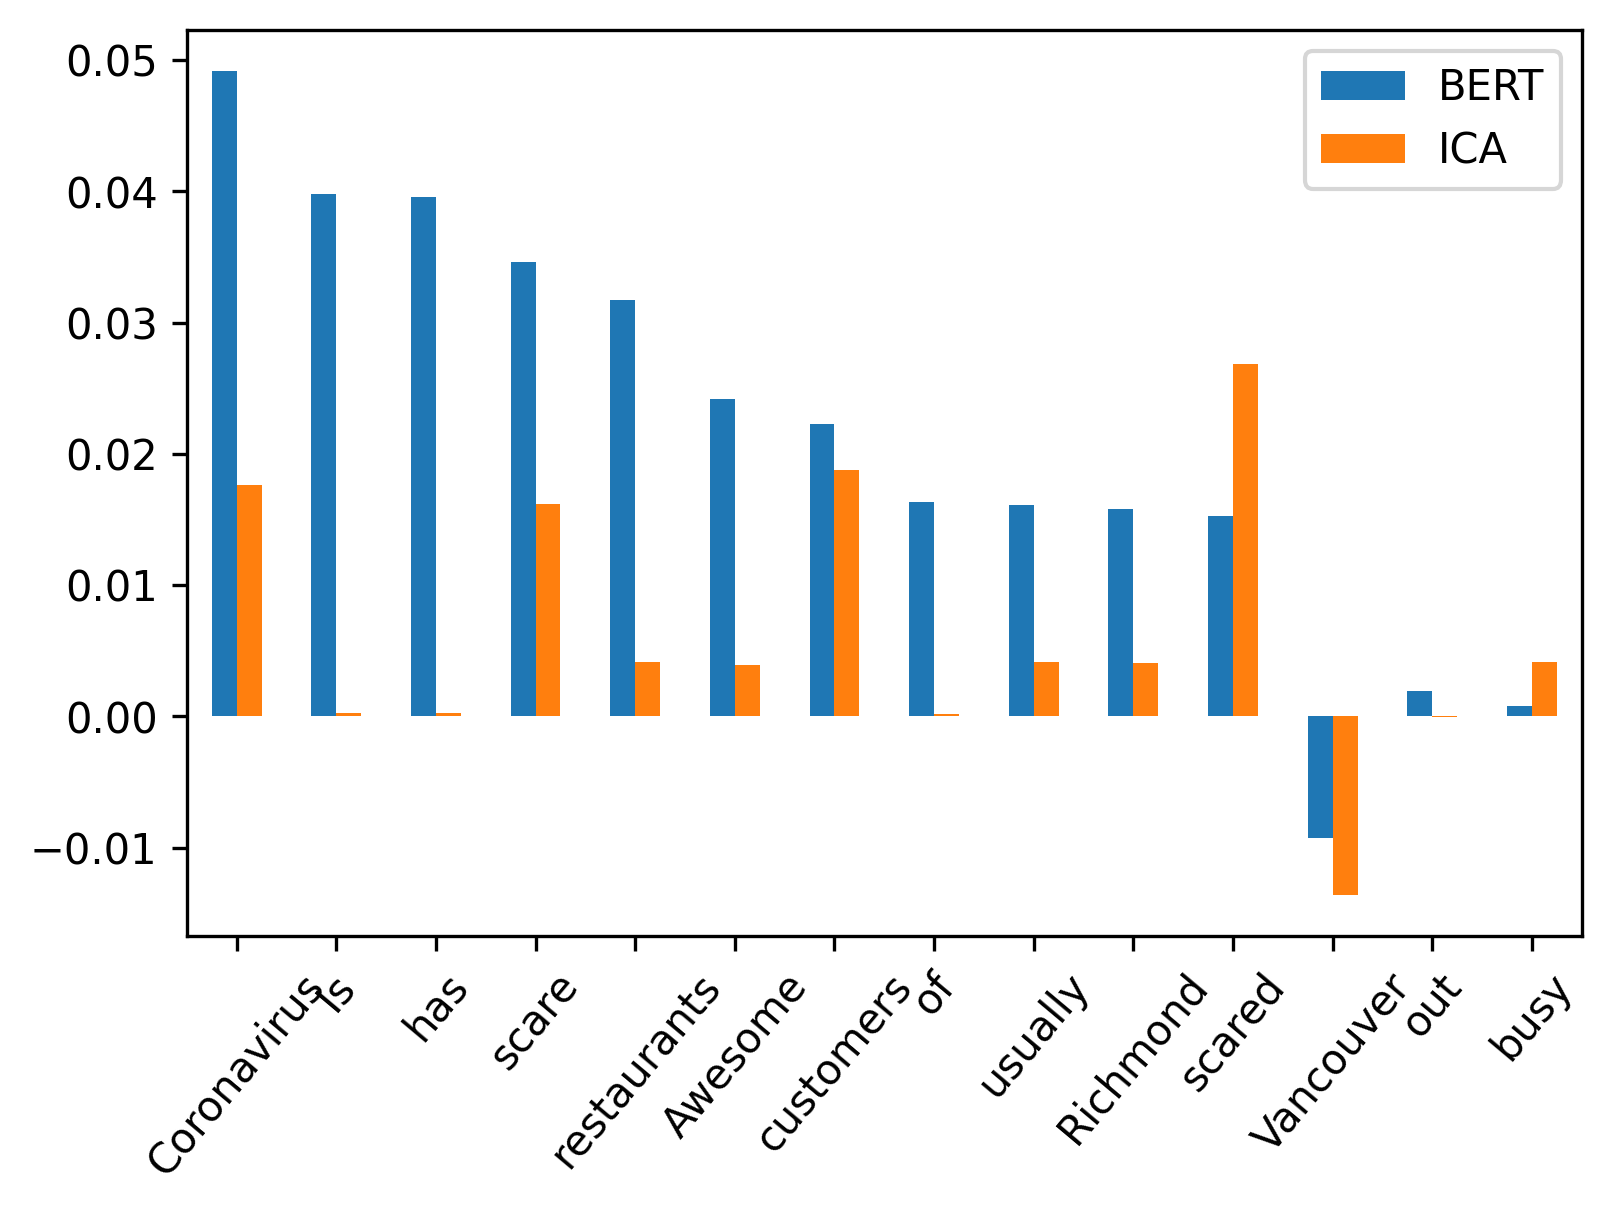 0.05
0.04
0.03
0.02
0.01
0.00
−0.01
BERT
ICA
Coronavirus
Is
has
scare
restaurants
Awesome
customers
of
usually
Richmond
scared
Vancouver
out
busy